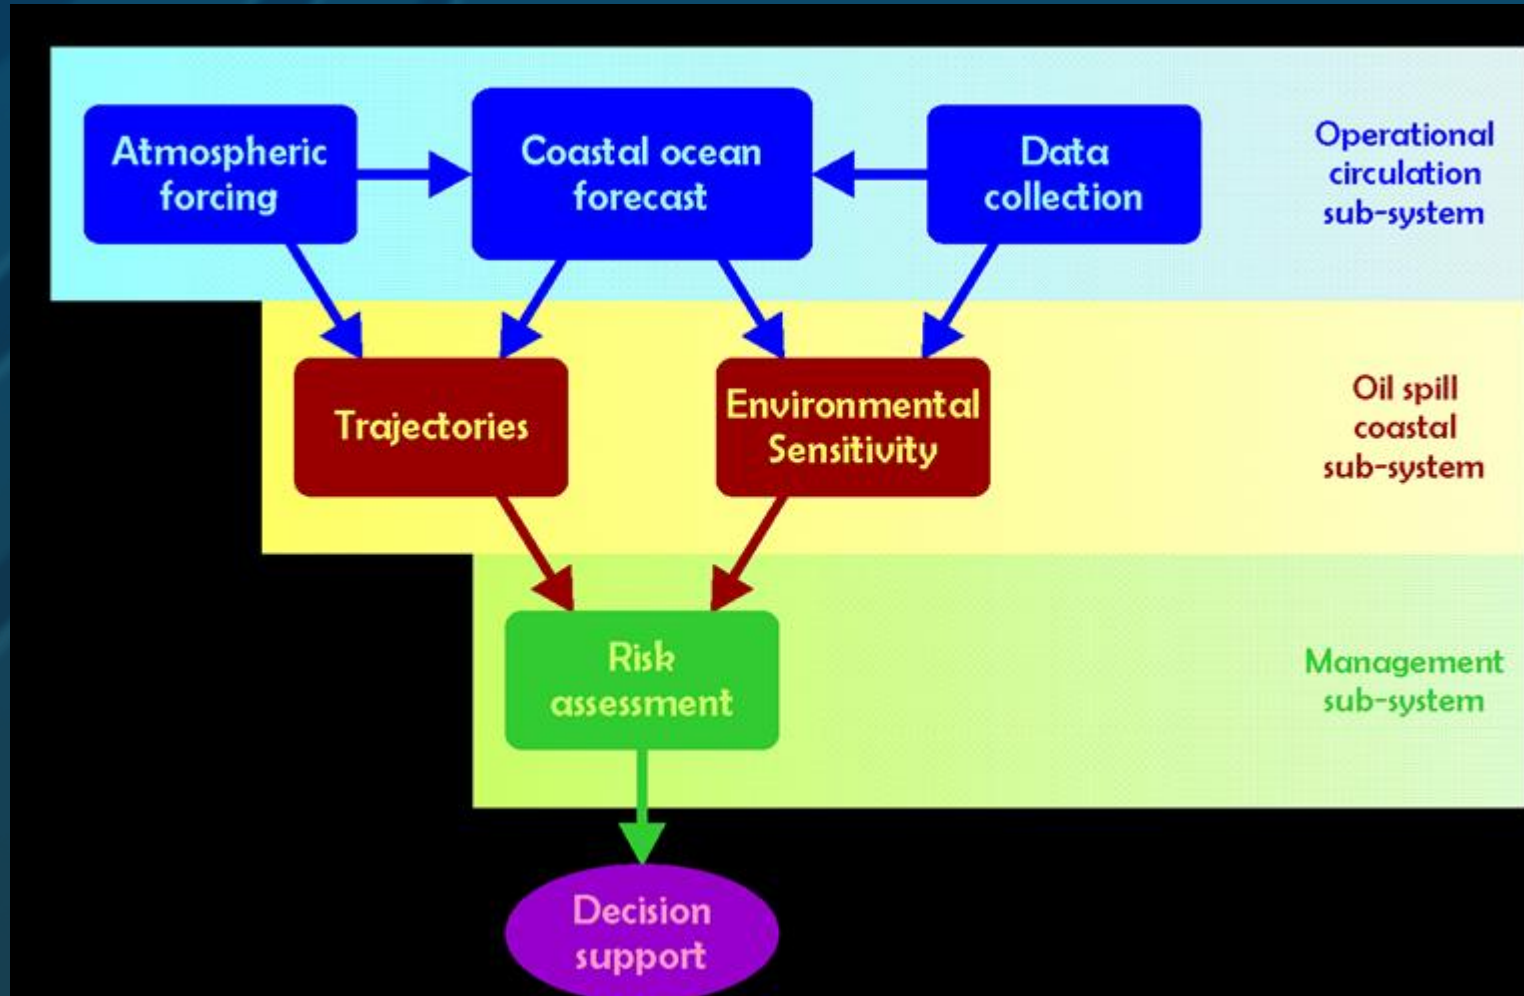 Atmospheric
forcing
Coastal ocean
forecast
Data
collection
Operational
circulation
sub-system
Trajectories
Environmental
Sensitivity
Oil spill
coastal
sub-system
Risk
assessment
Management
sub-system
Decision
support